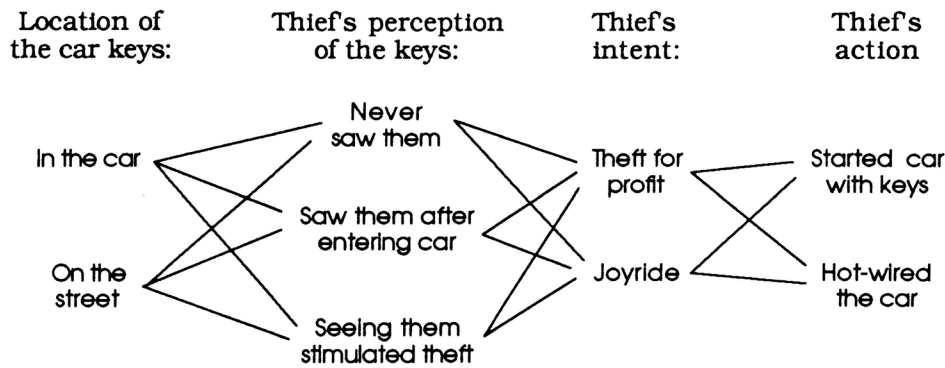 Location of
the car keys:
Thief's perception
of the keys:
Thief's
intent:
Thief's
action
In the car
On the
street
Never
saw them
Saw them after
entering car
Seeing them
stimulated theft
Theft for
profit
Joyride
Started car
with keys
Hot-wired
the car